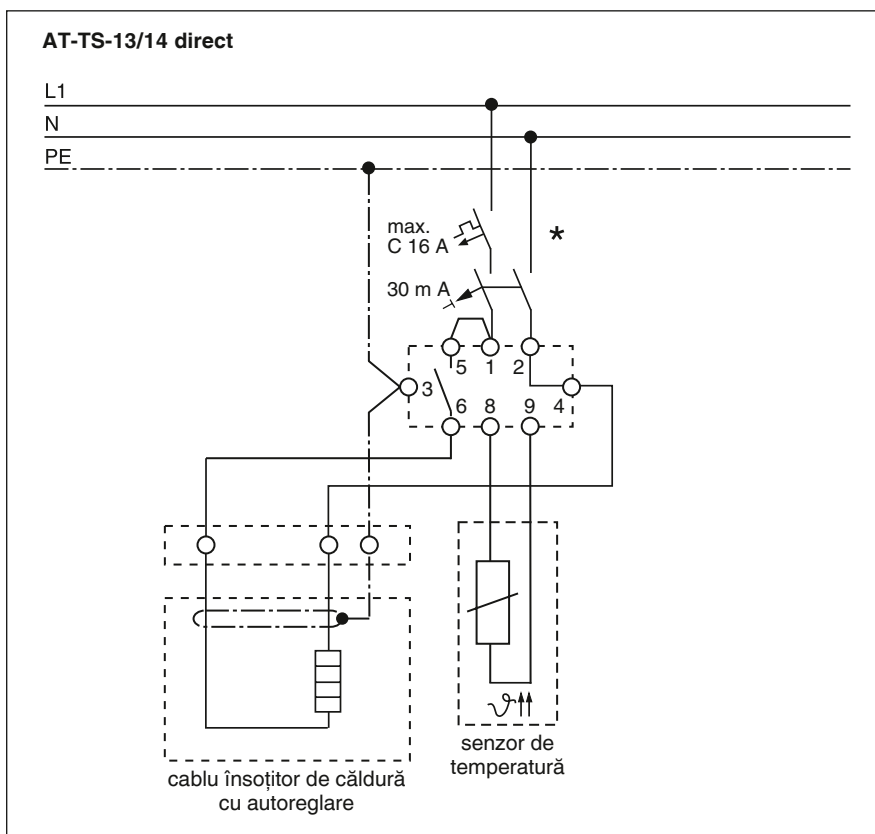 AT-TS-13/14 direct
L1
N
PE
max.
C 16 A
*
30 m A
5 1 2
3
6 8 9 4
ϑ
senzor de
temperatură
cablu însoțitor de căldură
cu autoreglare